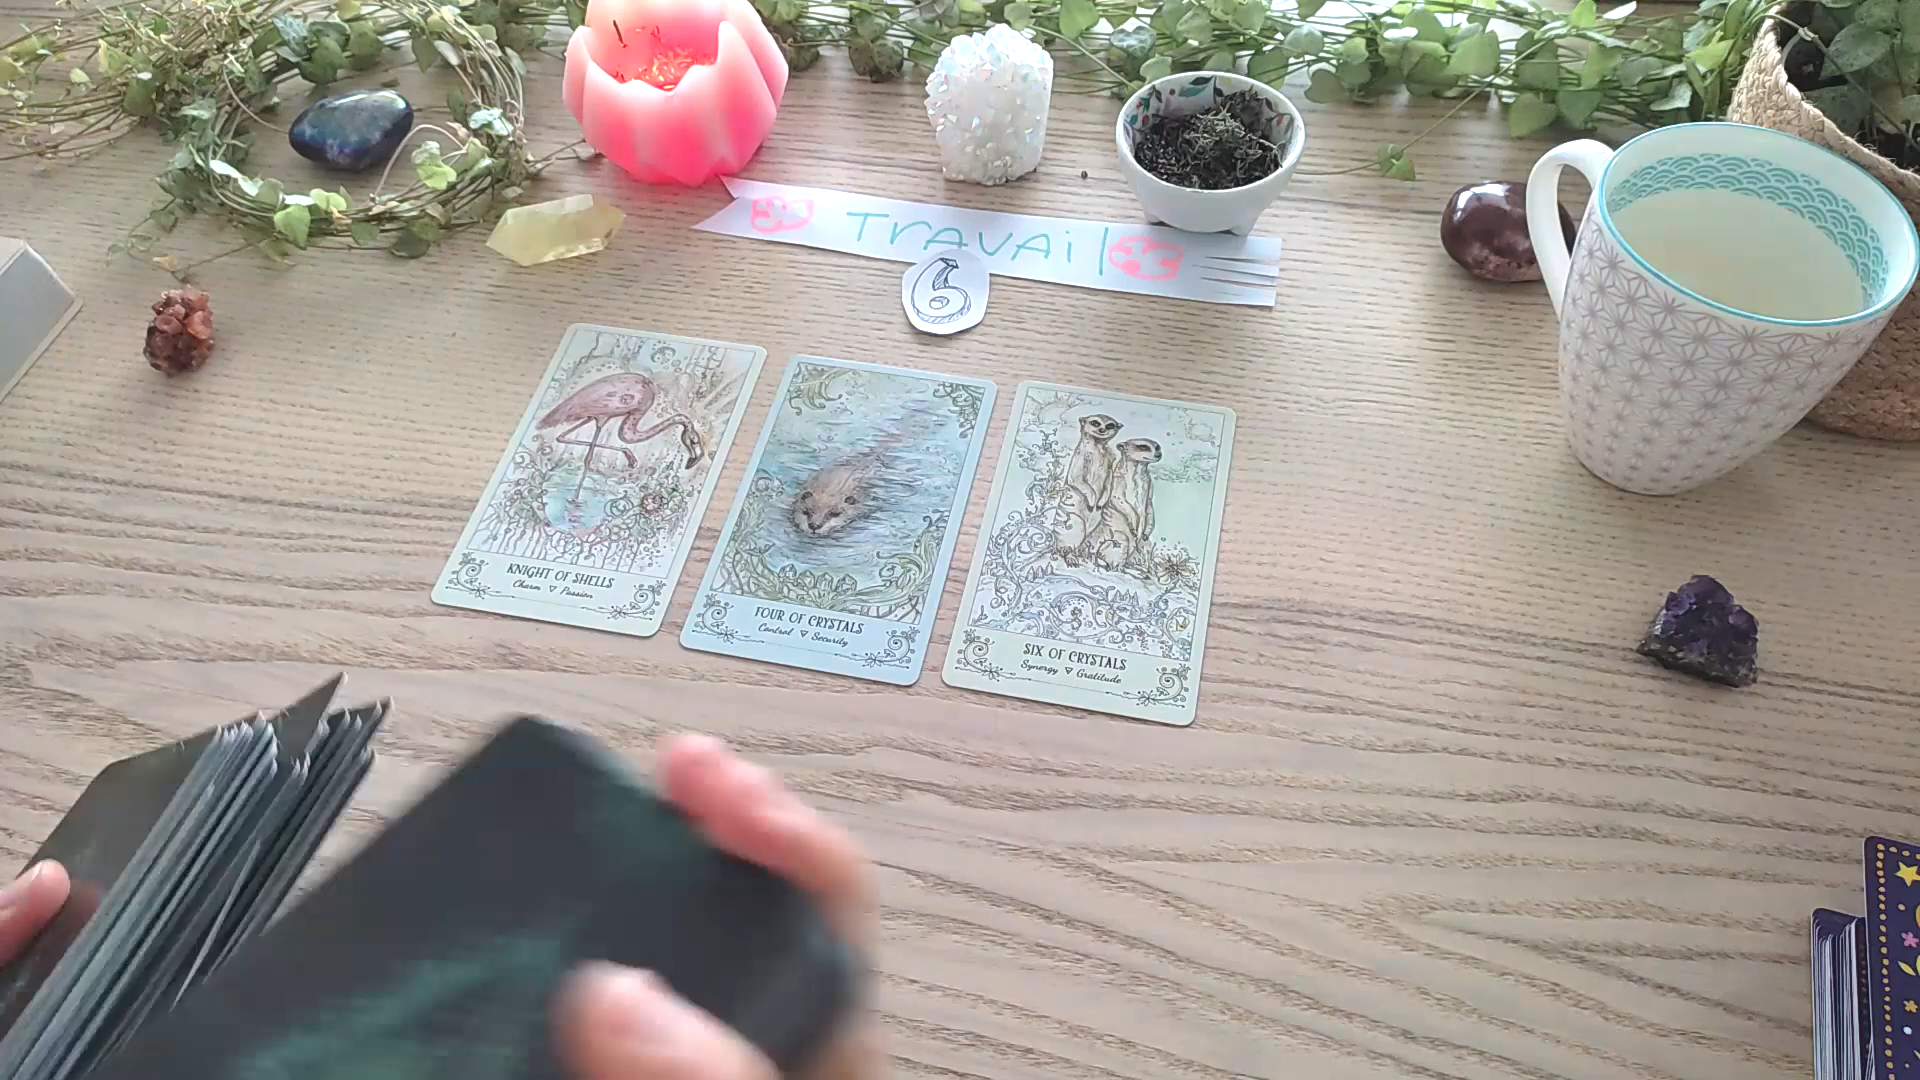 Travail
6
KNIGHT OF SHELLS
Charm ▽ Passion
FOUR OF CRYSTALS
Control ▽ Security
SIX OF CRYSTALS
Synergy ▽ Gratitude